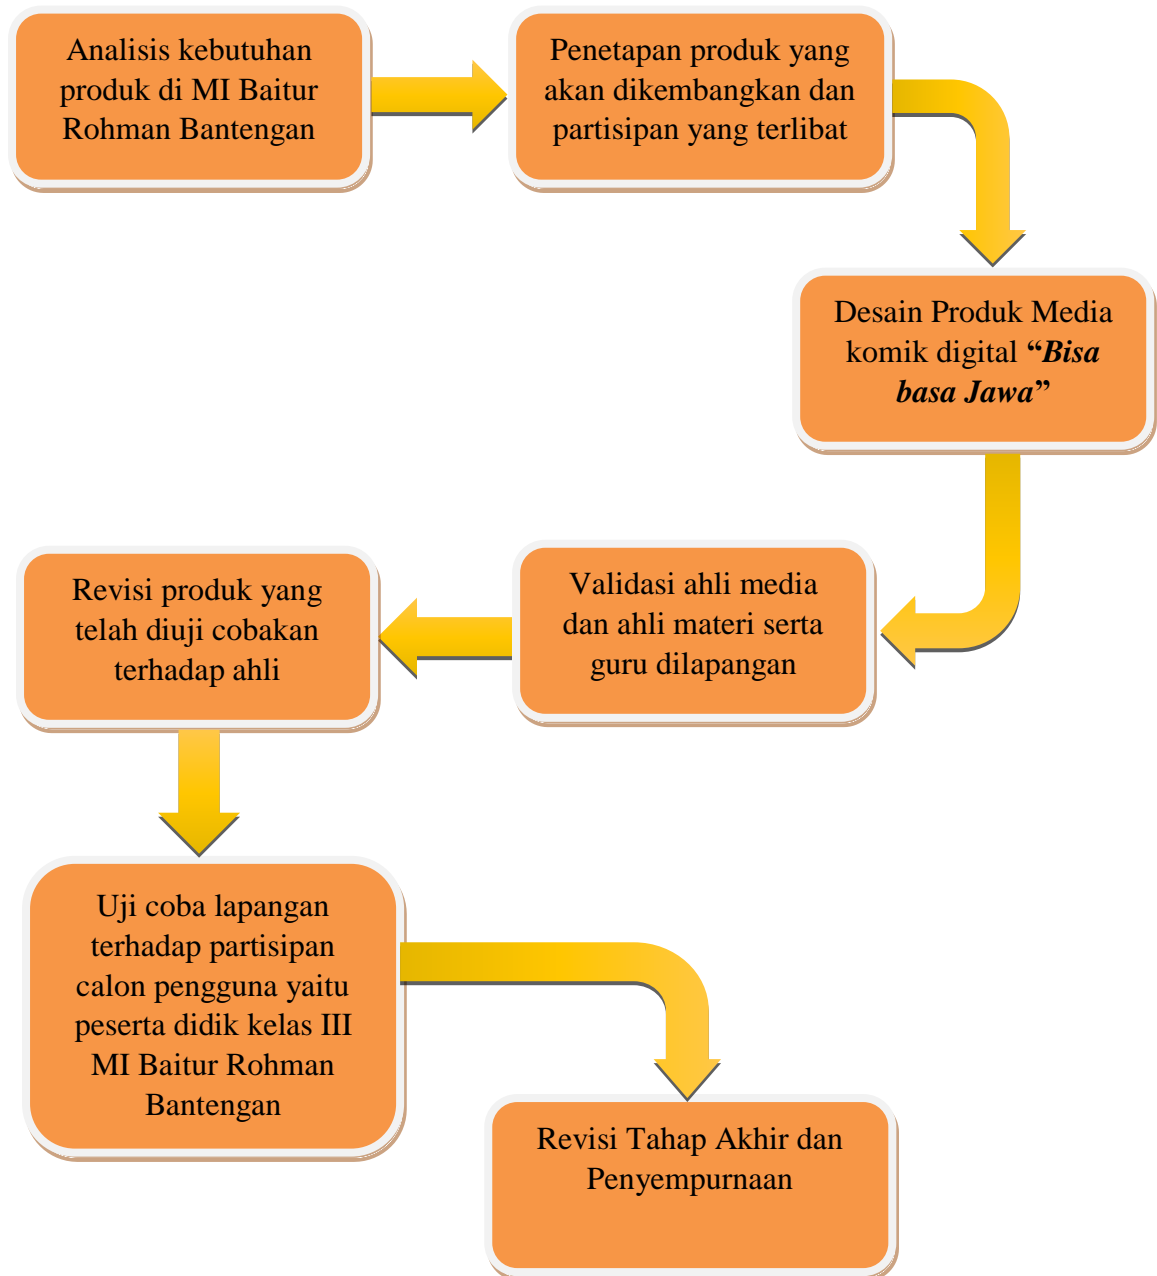 Analisis kebutuhan
produk di MI Baitur
Rohman Bantengan
Penetapan produk yang
akan dikembangkan dan
partisipan yang terlibat
Desain Produk Media
komik digital “Bisa
basa Jawa”
Validasi ahli media
dan ahli materi serta
guru dilapangan
Revisi produk yang
telah diuji cobakan
terhadap ahli
Uji coba lapangan
terhadap partisipan
calon pengguna yaitu
peserta didik kelas III
MI Baitur Rohman
Bantengan
Revisi Tahap Akhir dan
Penyempurnaan